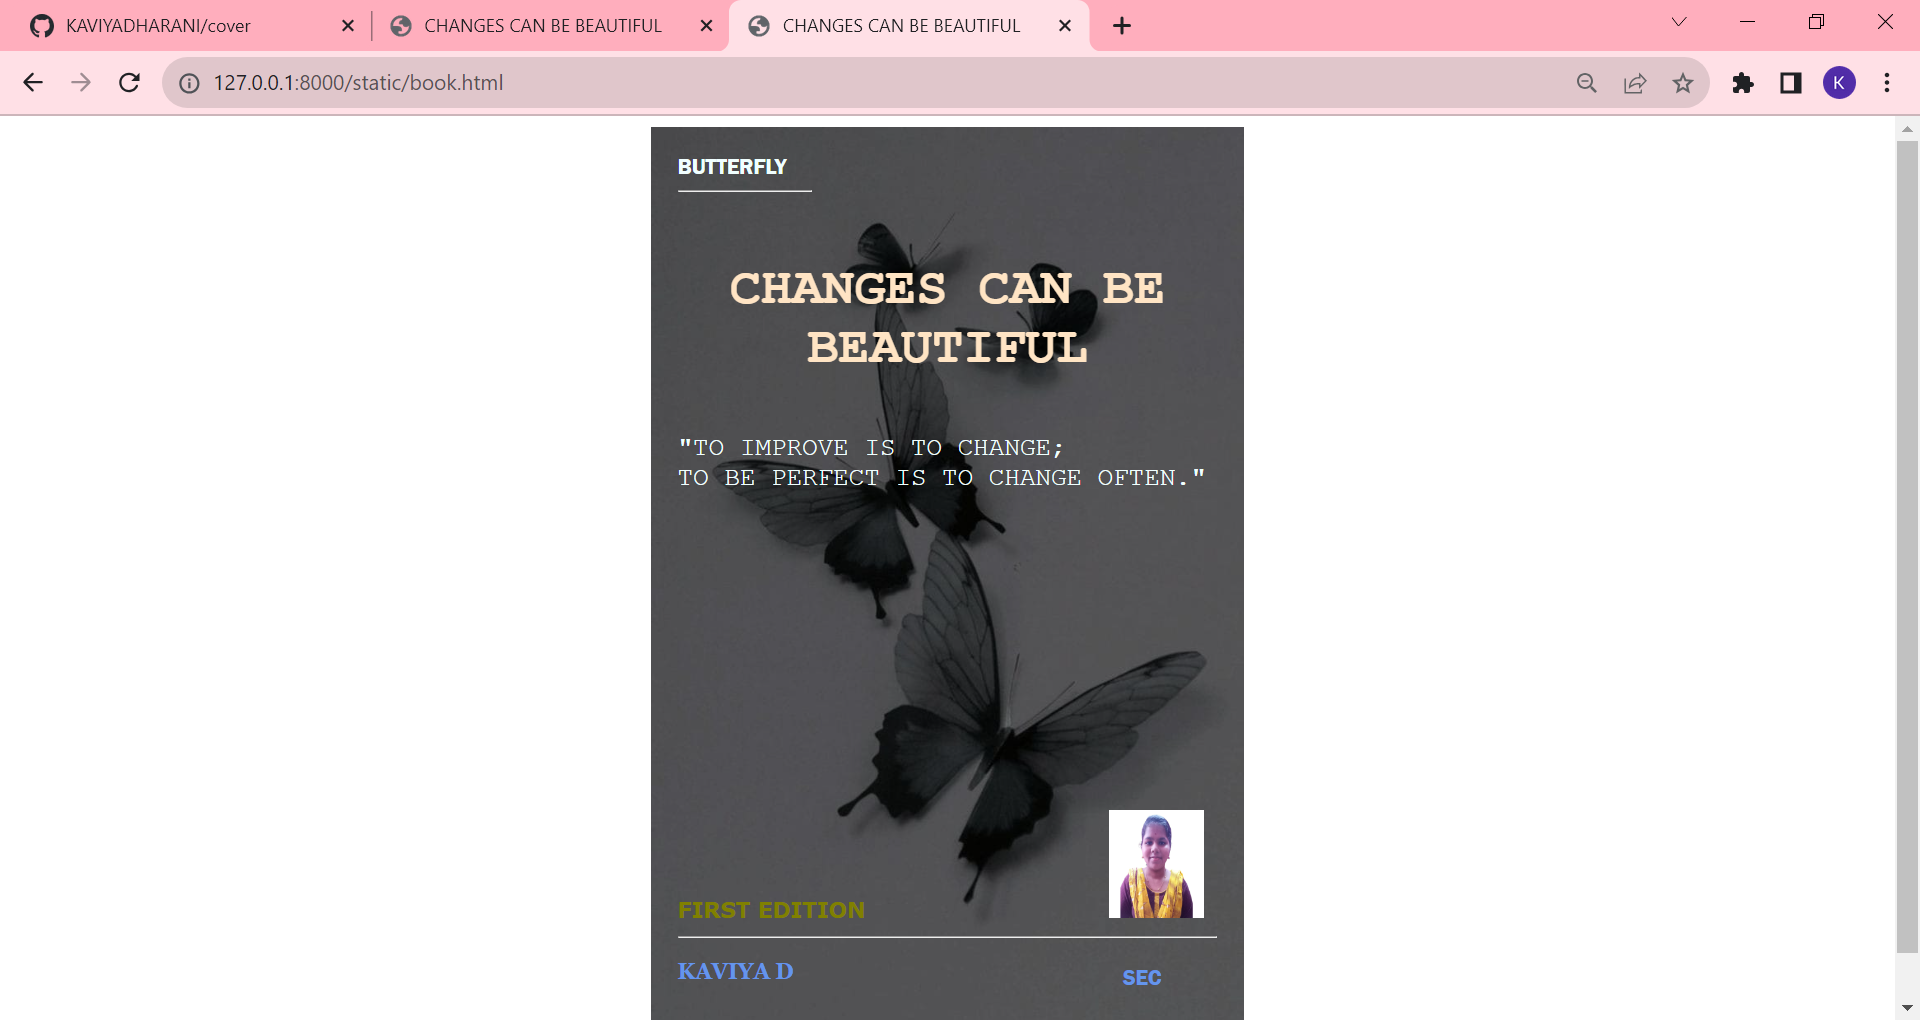 KAVIYADHARANI/cover
CHANGES CAN BE BEAUTIFUL
CHANGES CAN BE BEAUTIFUL
127.0.0.1:8000/static/book.html
K
BUTTERFLY
CHANGES CAN BE
BEAUTIFUL
"TO IMPROVE IS TO CHANGE;
TO BE PERFECT IS TO CHANGE OFTEN."
FIRST EDITION
KAVIYA D
SEC